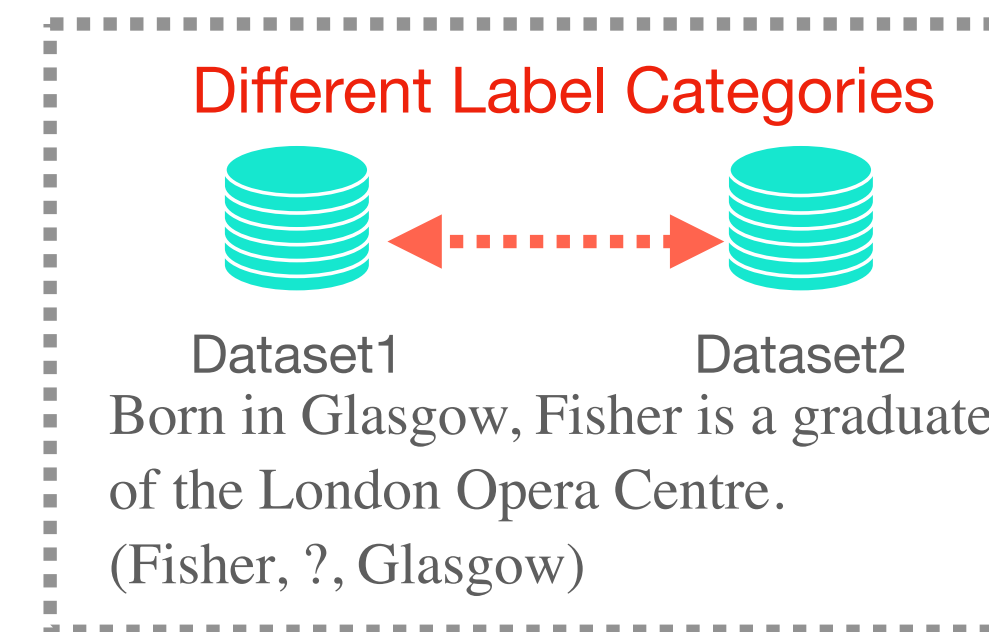 Different Label Categories
Dataset1 Dataset2
Born in Glasgow, Fisher is a graduate
of the London Opera Centre.
(Fisher, ?, Glasgow)